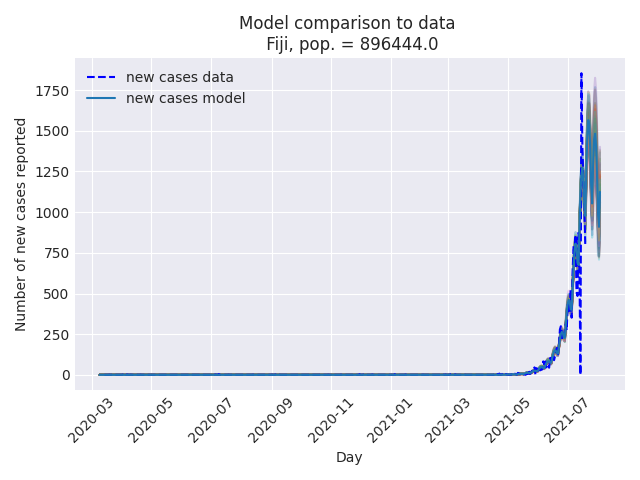 Model comparison to data
Fiji, pop. = 896444.0
new cases data
new cases model
Number of new cases reported
1750
1500
1250
1000
750
500
250
0
2020-03
2020-05
2020-07
2020-09
2020-11
2021-01
2021-03
2021-05
2021-07
Day